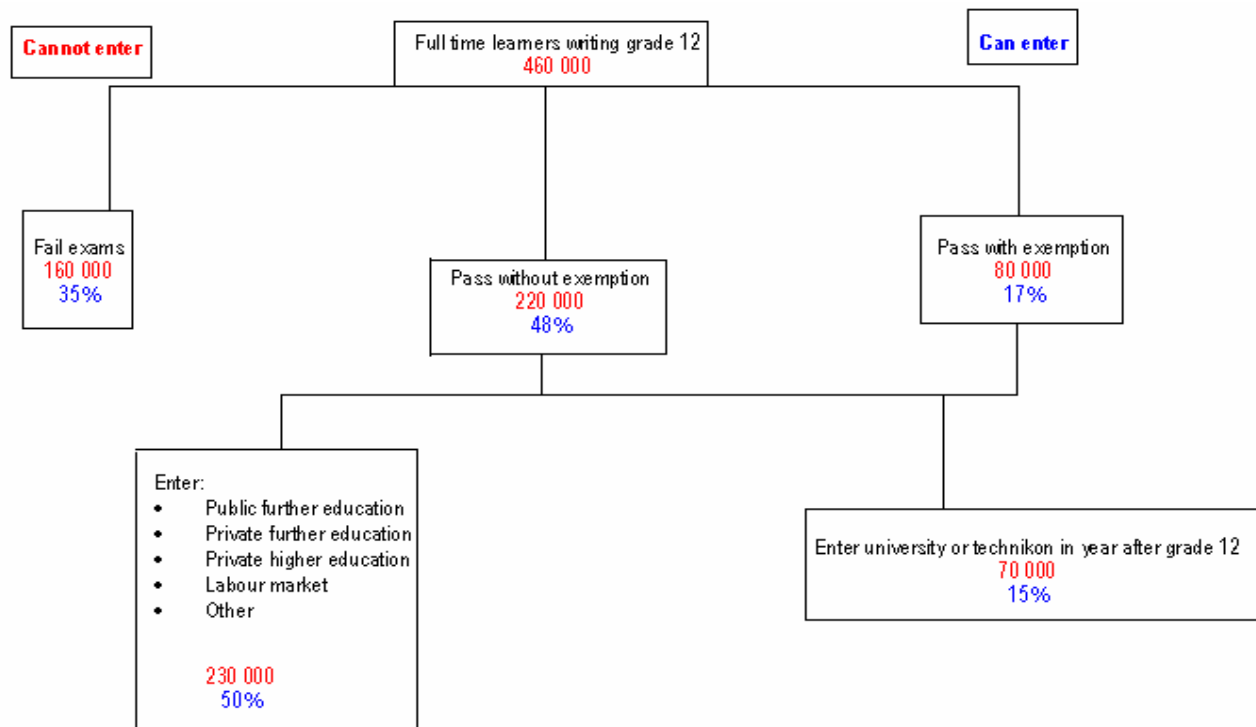 Cannot enter
Full time learners writing grade 12
460 000
Can enter
Fail exams
160 000
35%
Pass without exemption
220 000
48%
Pass with exemption
80 000
17%
Enter:
• Public further education
• Private further education
• Private higher education
• Labour market
• Other
230 000
50%
Enter university or technikon in year after grade 12
70 000
15%